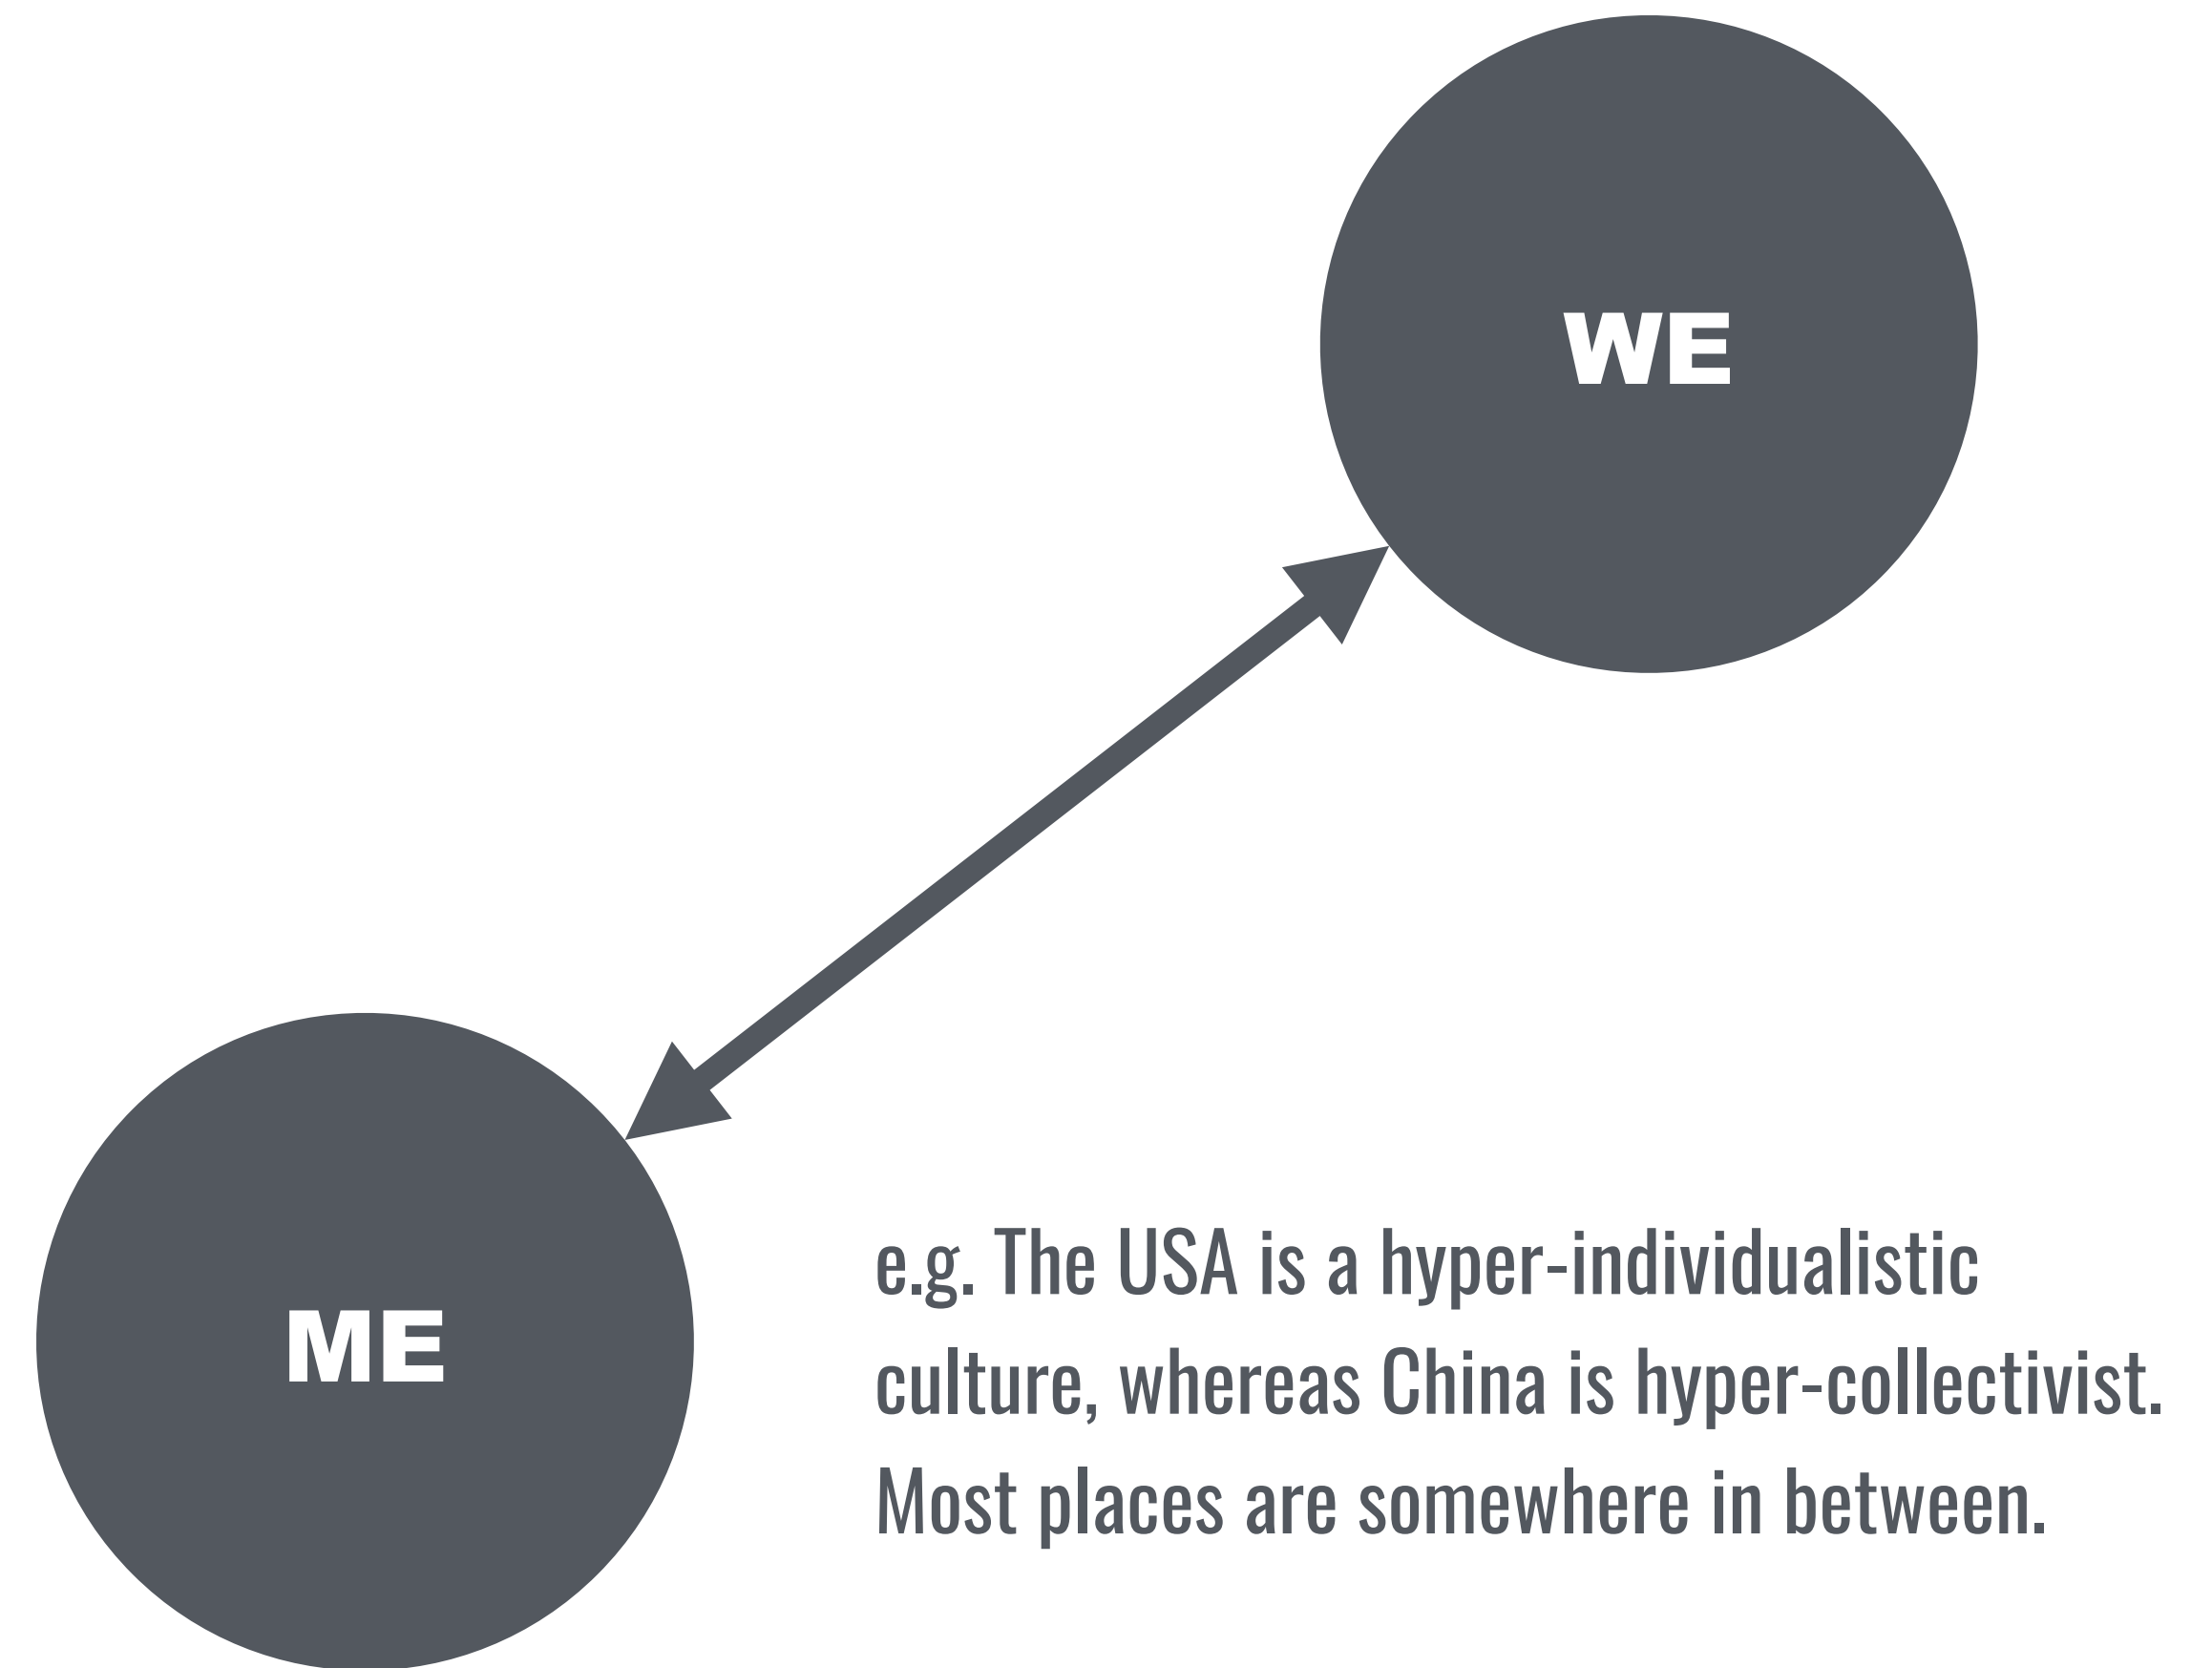 WE
ME
e.g. The USA is a hyper-individualistic
culture, whereas China is hyper-collectivist.
Most places are somewhere in between.